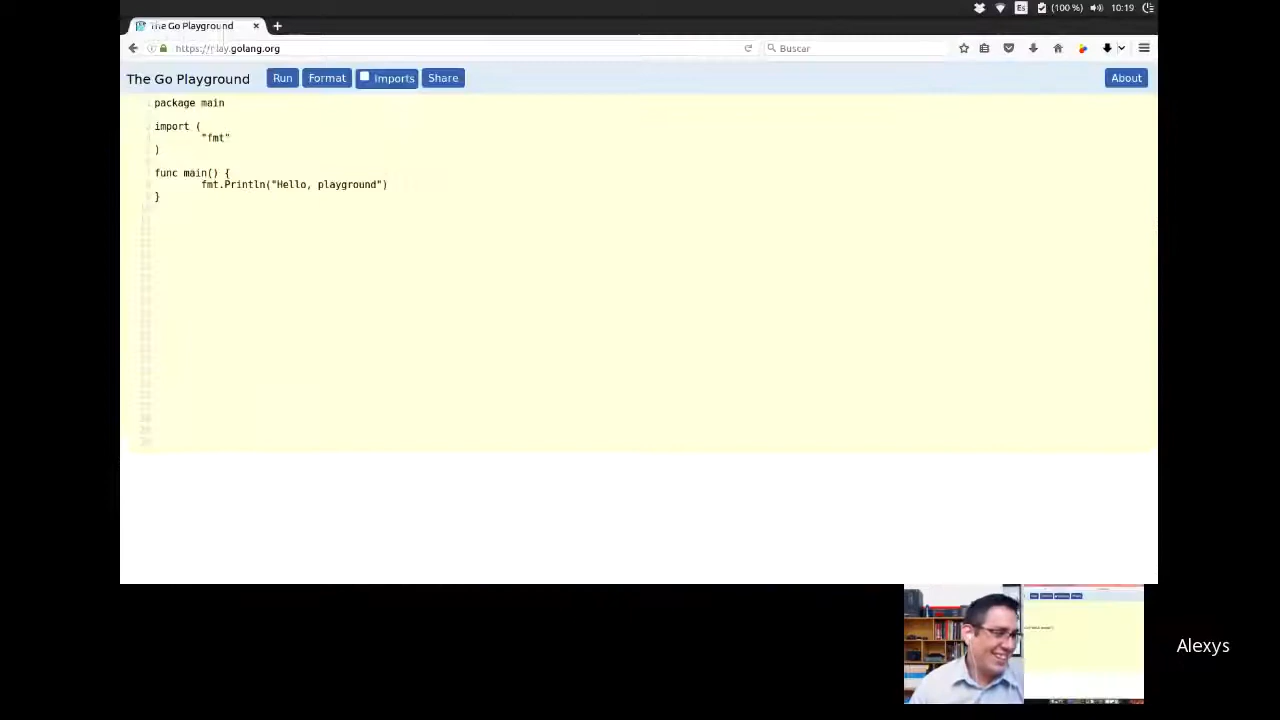 Es (100 %) 10:19
The Go Playground
https://play.golang.org
Buscar
The Go Playground Run Format Imports Share About
package main
import (
"fmt"
)
func main() {
fmt.Println("Hello, playground")
}
Alexys